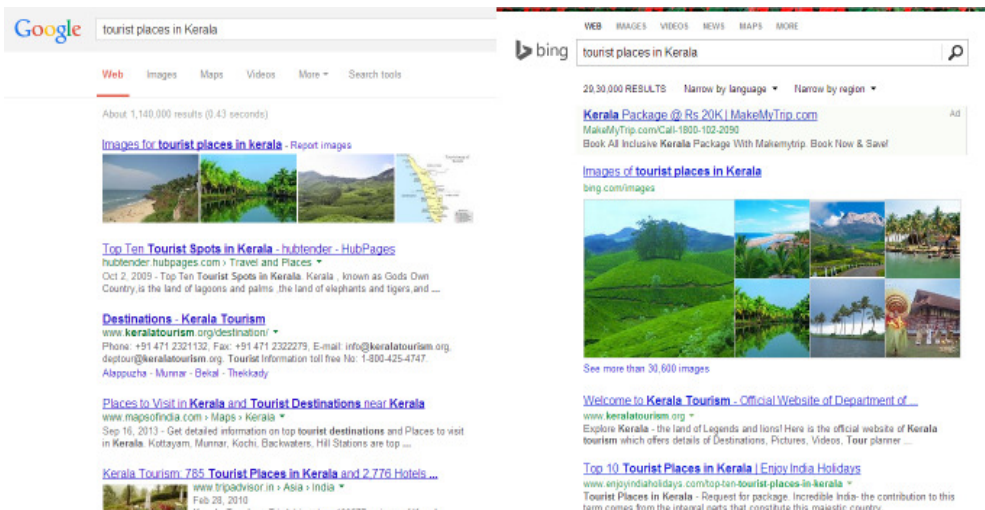 Google
tourist places in Kerala
Web Images Maps Videos More Search tools
About 1,140,000 results (0.43 seconds)
Images for tourist places in kerala - Report images
Top Ten Tourist Spots in Kerala - hubtender - HubPages
hubtender.hubpages.com › Travel and Places
Oct 2, 2009 - Top Ten Tourist Spots in Kerala. Kerala , known as Gods Own
Country,is the land of lagoons and palms ,the land of elephants and tigers,and ...
Destinations - Kerala Tourism
www.keralatourism.org/destination/
Phone: +91 471 2321132, Fax: +91 471 2322279, E-mail: info@keralatourism.org,
deptour@keralatourism.org. Tourist Information toll free No: 1-800-425-4747.
Alappuzha - Munnar - Bekal - Thekkady
Places to Visit in Kerala and Tourist Destinations near Kerala
www.mapsofindia.com › Maps › Kerala
Sep 16, 2013 - Get detailed information on top tourist destinations and Places to visit
in Kerala. Kottayam, Munnar, Kochi, Backwaters, Hill Stations are top ...
Kerala Tourism: 785 Tourist Places in Kerala and 2,776 Hotels ...
www.tripadvisor.in › Asia › India
Feb 28, 2010
WEB IMAGES VIDEOS NEWS MAPS MORE
bing
tourist places in Kerala
20,30,000 RESULTS Narrow by language Narrow by region
Kerala Package @ Rs 20K | MakeMyTrip.com Ad
MakeMyTrip.com/Call-1800-102-2090
Book All Inclusive Kerala Package With Makemytrip. Book Now & Save!
Images of tourist places in Kerala
bing.com/images
See more than 30,600 images
Welcome to Kerala Tourism - Official Website of Department of ...
www.keralatourism.org
Explore Kerala - the land of Legends and lions! Here is the official website of Kerala
tourism which offers details of Destinations, Pictures, Videos, Tour planner ...
Top 10 Tourist Places in Kerala | Enjoy India Holidays
www.enjoyindiaholidays.com/top-ten-tourist-places-in-kerala
Tourist Places in Kerala - Request for package. Incredible India- the contribution to this
term comes from the integral parts that constitute this majestic country